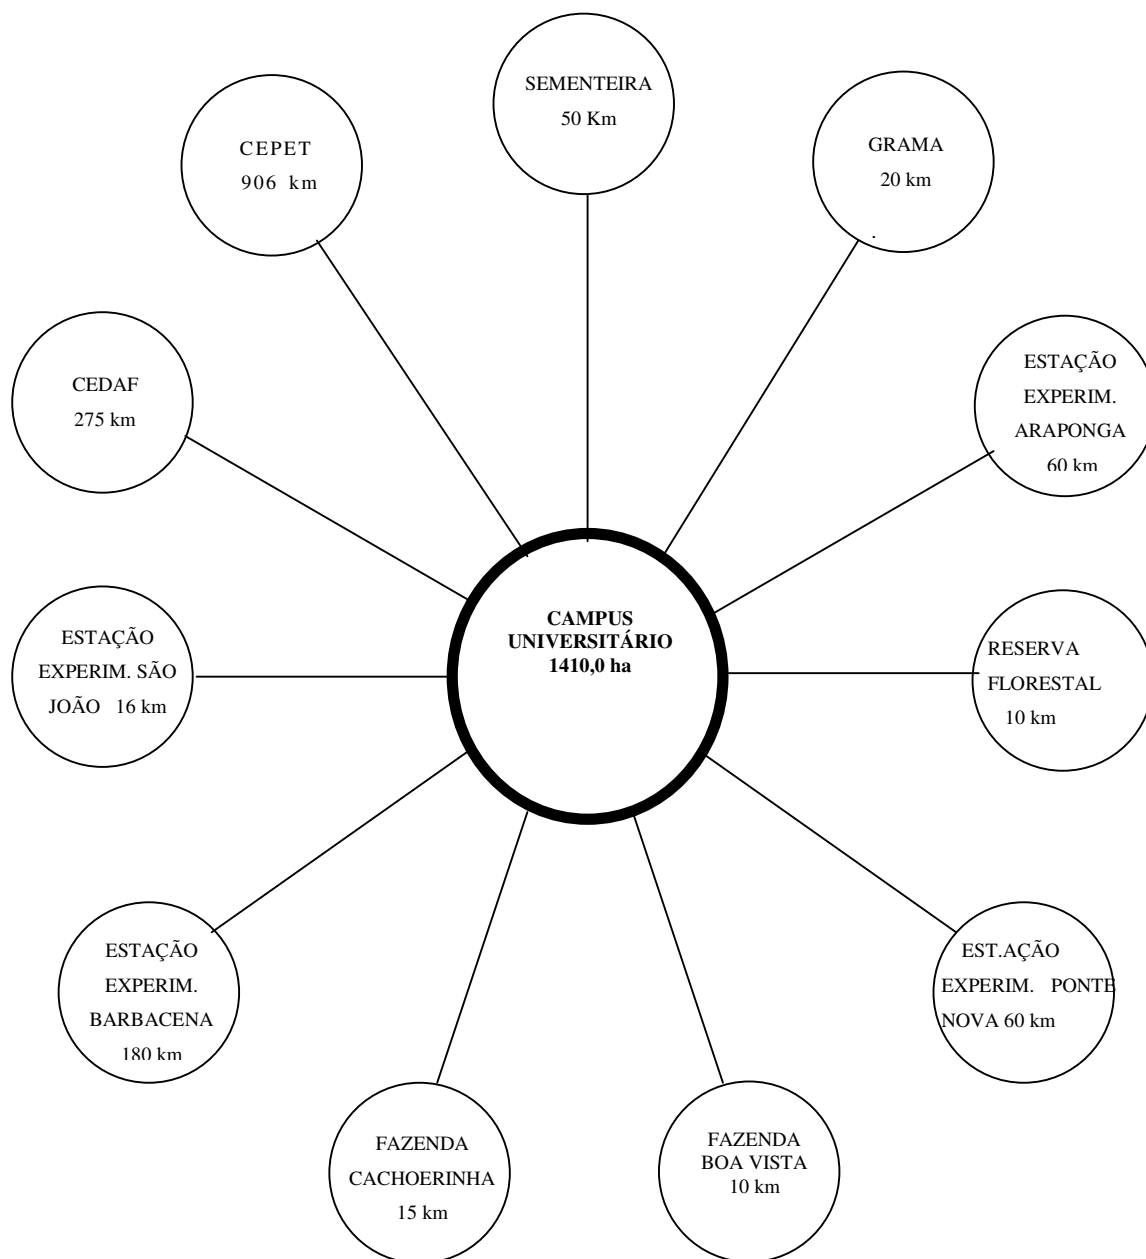 SEMENTEIRA
50 Km
CEPET
906 km
GRAMA
20 km
.
CEDAF
275 km
ESTAÇÃO
EXPERIM.
ARAPONGA
60 km
CAMPUS
UNIVERSITÁRIO
1410,0 ha
ESTAÇÃO
EXPERIM. SÃO
JOÃO 16 km
RESERVA
FLORESTAL
10 km
ESTAÇÃO
EXPERIM.
BARBACENA
180 km
EST.AÇÃO
EXPERIM. PONTE
NOVA 60 km
FAZENDA
CACHOERINHA
15 km
FAZENDA
BOA VISTA
10 km